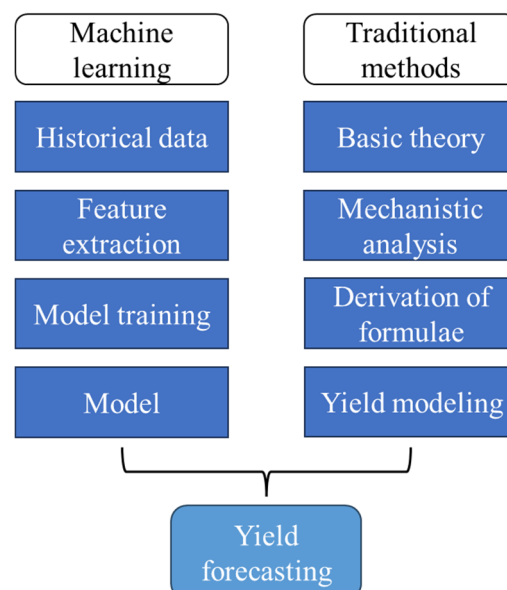 Machine
learning
Historical data
Feature
extraction
Model training
Model
Traditional
methods
Basic theory
Mechanistic
analysis
Derivation of
formulae
Yield modeling
Yield
forecasting